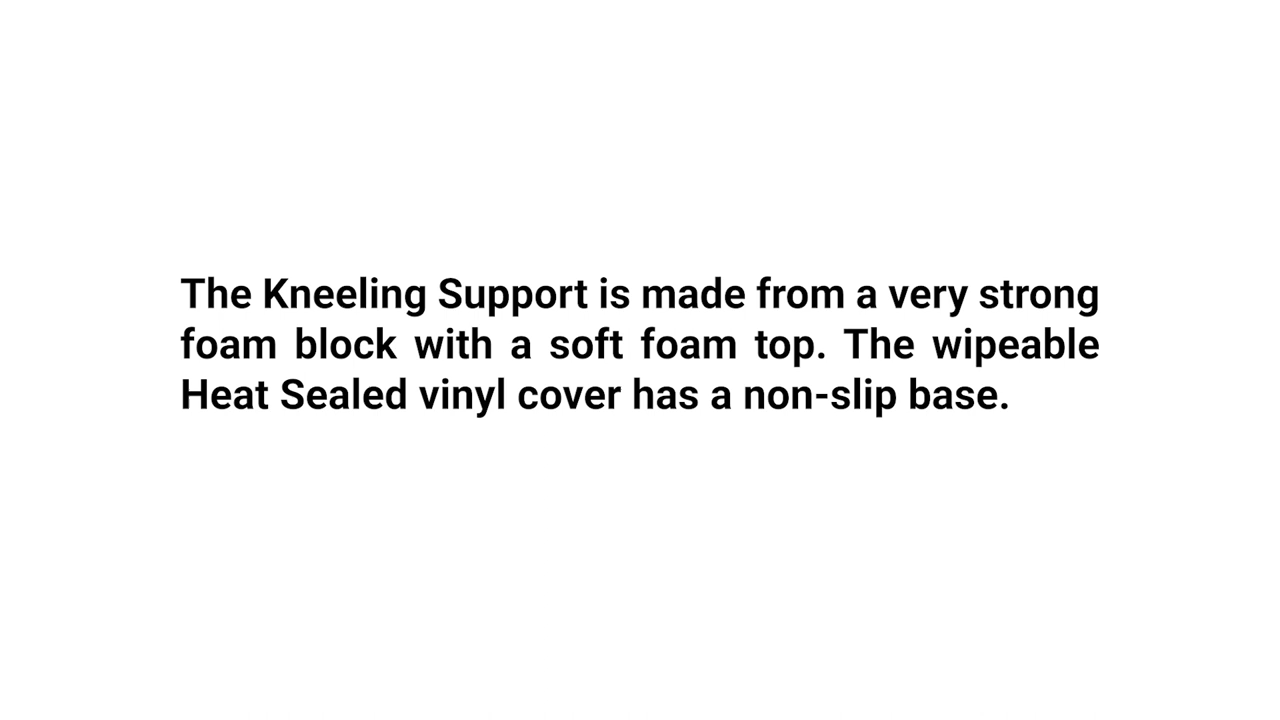 The Kneeling Support is made from a very strong
foam block with a soft foam top. The wipeable
Heat Sealed vinyl cover has a non-slip base.